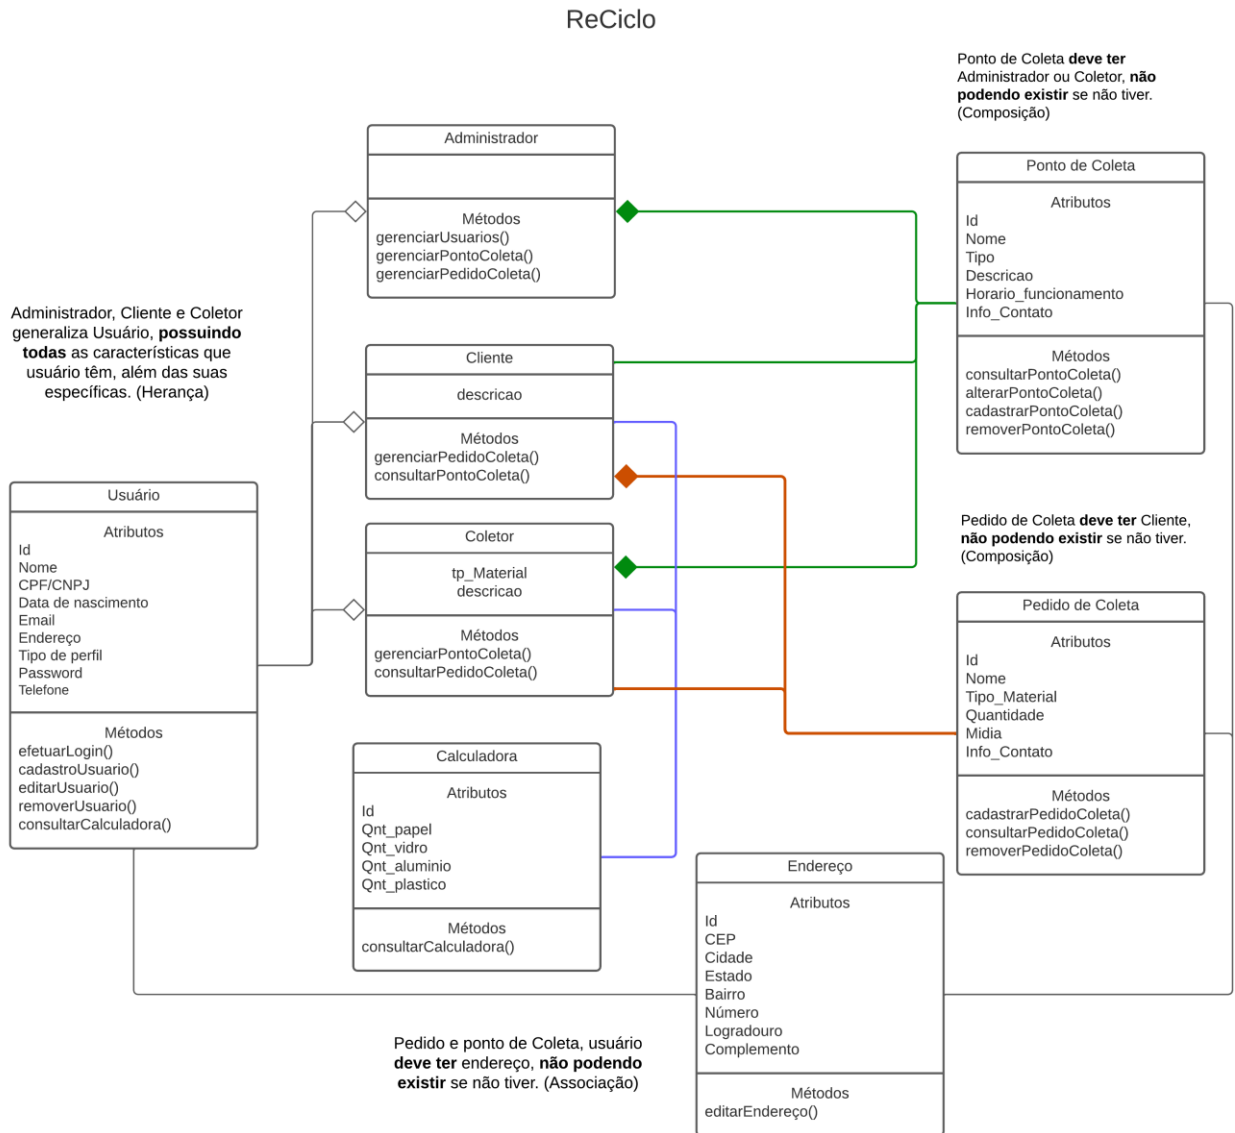 ReCiclo
Ponto de Coleta deve ter
Administrador ou Coletor, não
podendo existir se não tiver.
(Composição)
Administrador
Métodos
gerenciarUsuarios()
gerenciarPontoColeta()
gerenciarPedidoColeta()
Ponto de Coleta
Atributos
Id
Nome
Tipo
Descricao
Horario_funcionamento
Info_Contato
Métodos
consultarPontoColeta()
alterarPontoColeta()
cadastrarPontoColeta()
removerPontoColeta()
Administrador, Cliente e Coletor
generaliza Usuário, possuindo
todas as características que
usuário têm, além das suas
específicas. (Herança)
Cliente
descricao
Métodos
gerenciarPedidoColeta()
consultarPontoColeta()
Usuário
Atributos
Id
Nome
CPF/CNPJ
Data de nascimento
Email
Endereço
Tipo de perfil
Password
Telefone
Métodos
efetuarLogin()
cadastroUsuario()
editarUsuario()
removerUsuario()
consultarCalculadora()
Coletor
tp_Material
descricao
Métodos
gerenciarPontoColeta()
consultarPedidoColeta()
Pedido de Coleta deve ter Cliente,
não podendo existir se não tiver.
(Composição)
Pedido de Coleta
Atributos
Id
Nome
Tipo_Material
Quantidade
Midia
Info_Contato
Métodos
cadastrarPedidoColeta()
consultarPedidoColeta()
removerPedidoColeta()
Calculadora
Atributos
Id
Qnt_papel
Qnt_vidro
Qnt_aluminio
Qnt_plastico
Métodos
consultarCalculadora()
Endereço
Atributos
Id
CEP
Cidade
Estado
Bairro
Número
Logradouro
Complemento
Métodos
editarEndereço()
Pedido e ponto de Coleta, usuário
deve ter endereço, não podendo
existir se não tiver. (Associação)